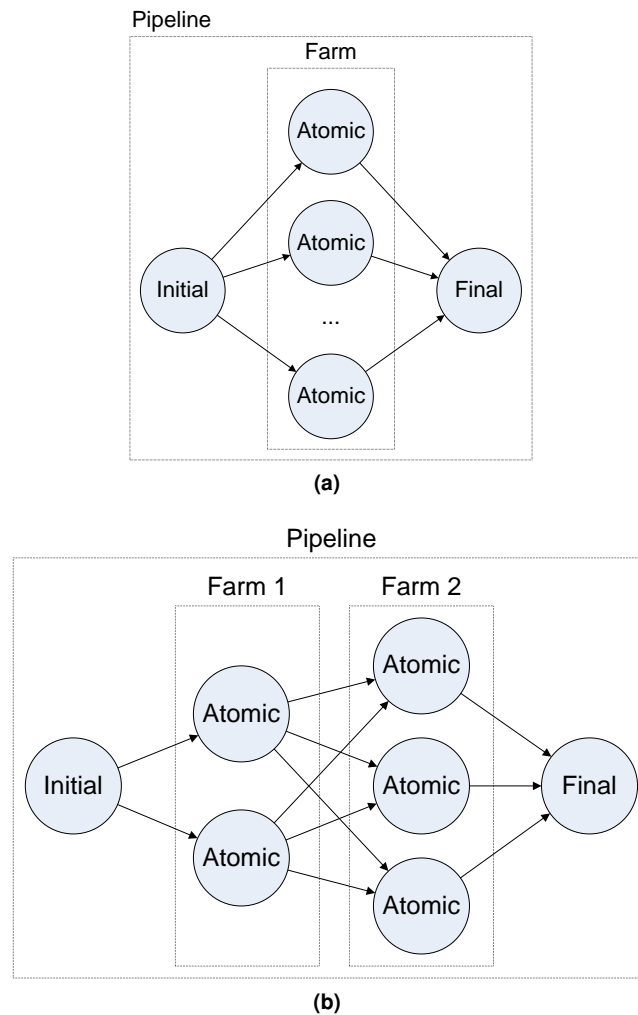 Pipeline
Farm
Atomic
Atomic
Initial
Final
...
Atomic
(a)
Pipeline
Farm 1
Farm 2
Atomic
Atomic
Initial
Atomic
Final
Atomic
Atomic
(b)